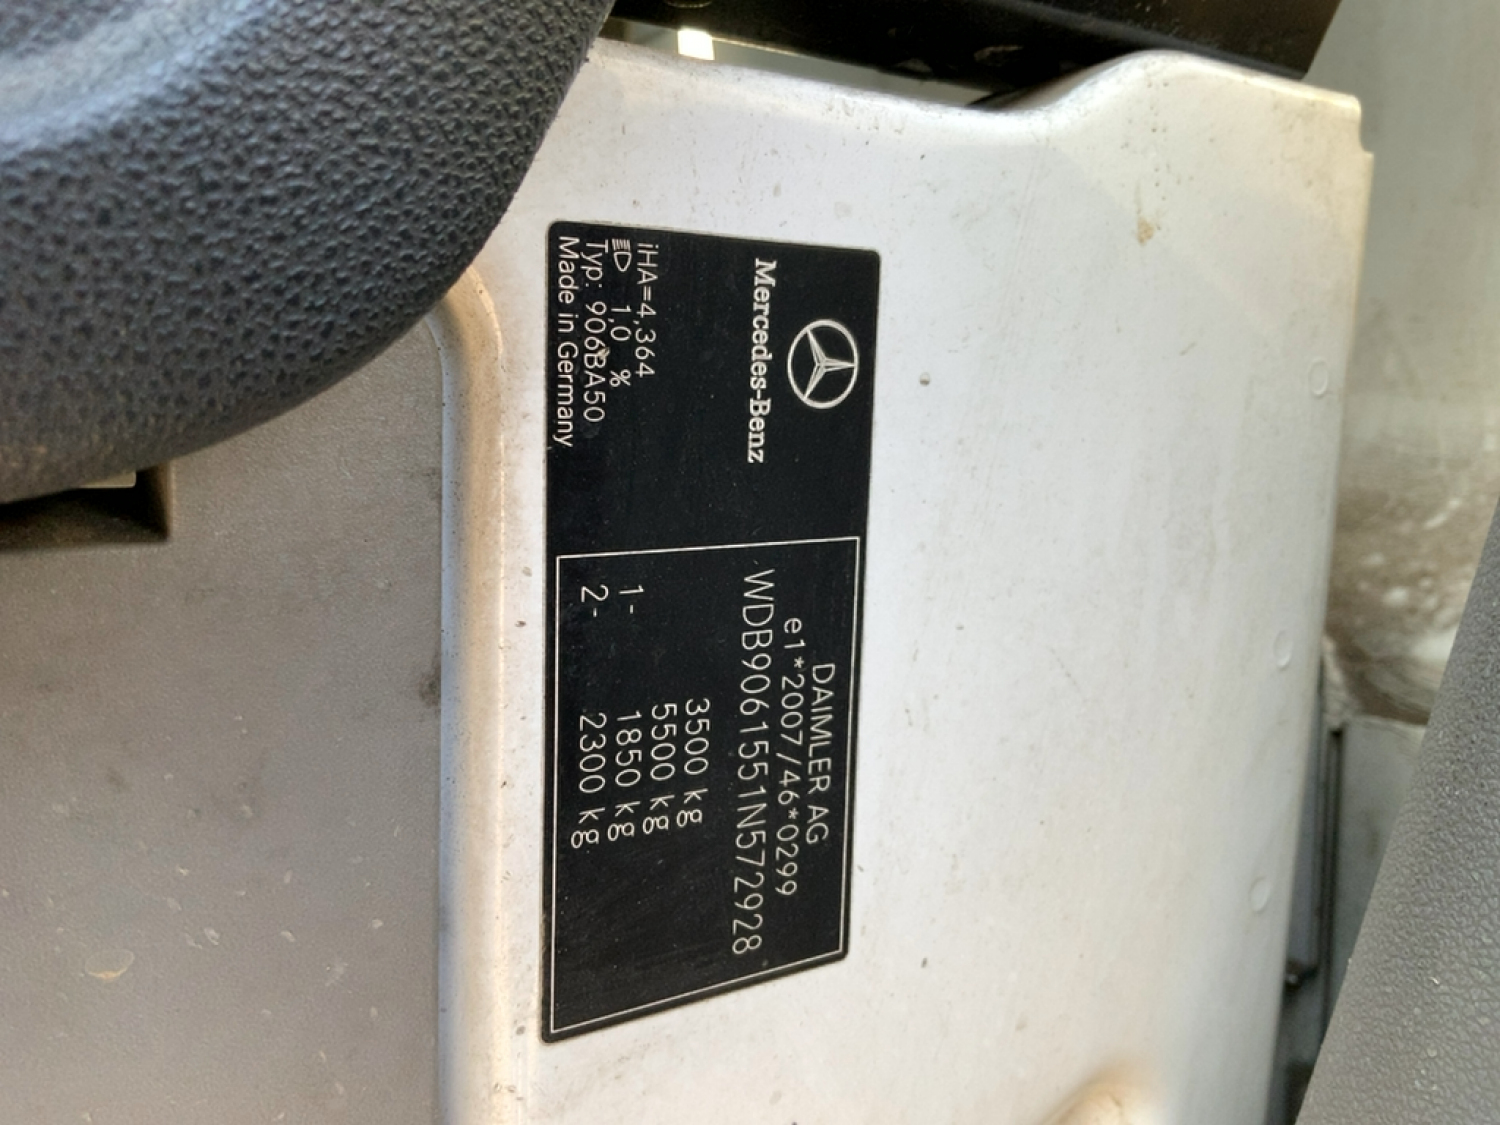 Mercedes-Benz
iHA=4,364
1,0 %
Typ: 906BA50
Made in Germany
DAIMLER AG
e1*2007/46*0299
WDB9061551N572928
3500 kg
5500 kg
1- 1850 kg
2- 2300 kg